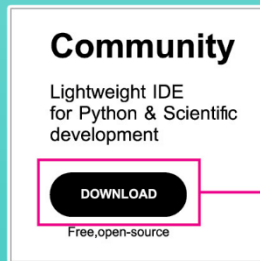 Community
Lightweight IDE
for Python & Scientific
development
DOWNLOAD
Free,open-source